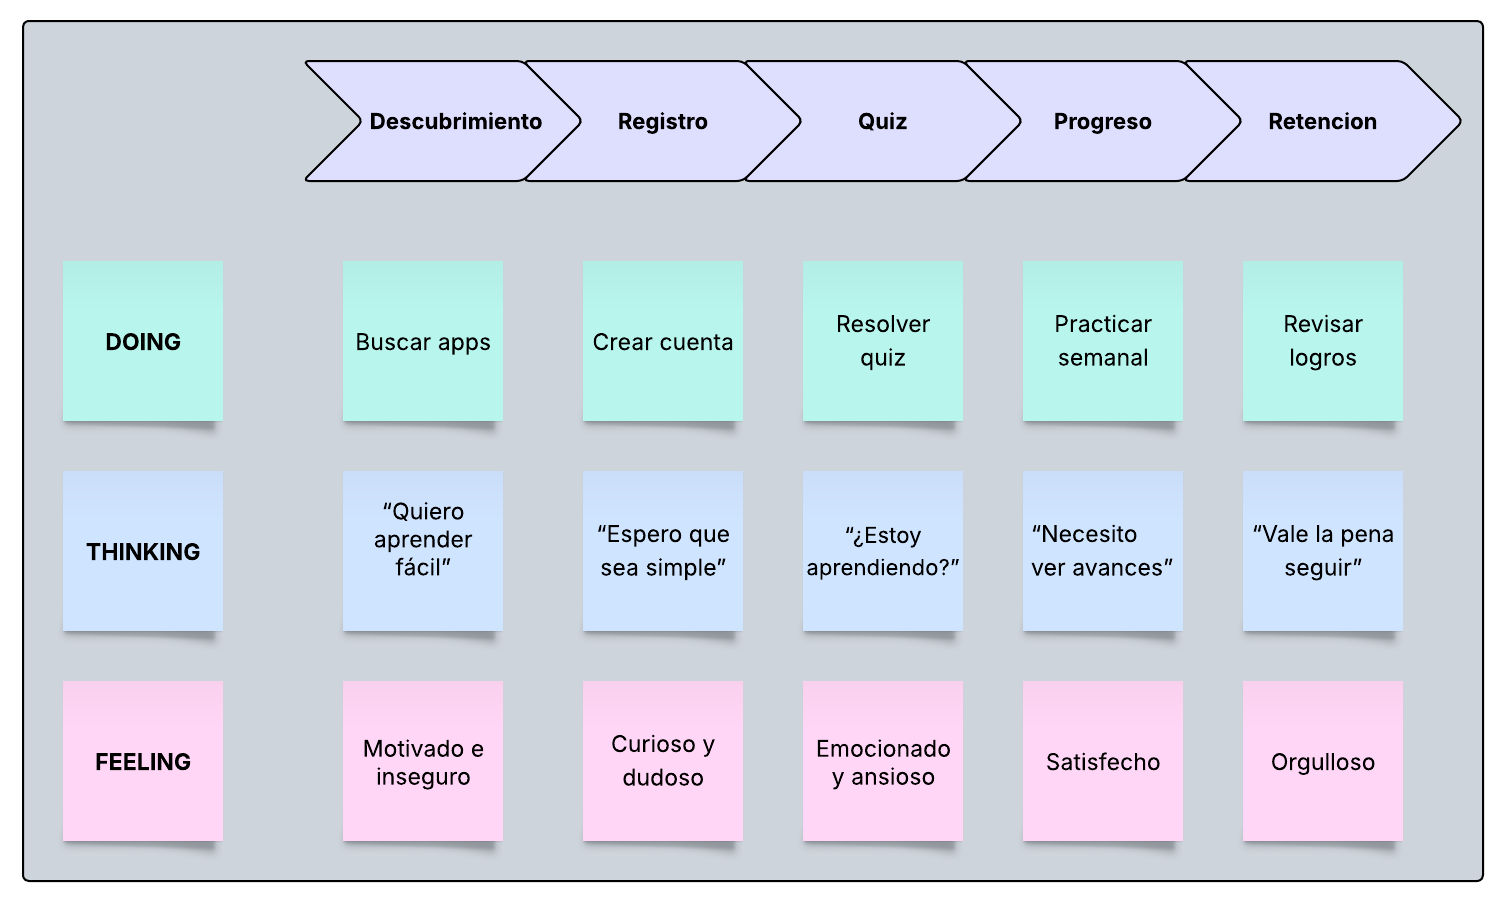 Descubrimiento
Registro
Quiz
Progreso
Retencion
DOING
Buscar apps
Crear cuenta
Resolver
quiz
Practicar
semanal
Revisar
logros
THINKING
“Quiero
aprender
fácil”
“Espero que
sea simple”
“¿Estoy
aprendiendo?”
“Necesito
ver avances”
“Vale la pena
seguir”
FEELING
Motivado e
inseguro
Curioso y
dudoso
Emocionado
y ansioso
Satisfecho
Orgulloso